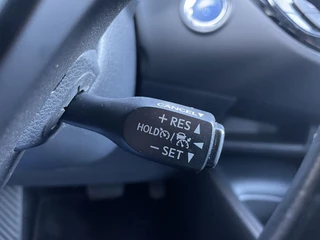 CANCEL
+ RES
HOLD /
− SET